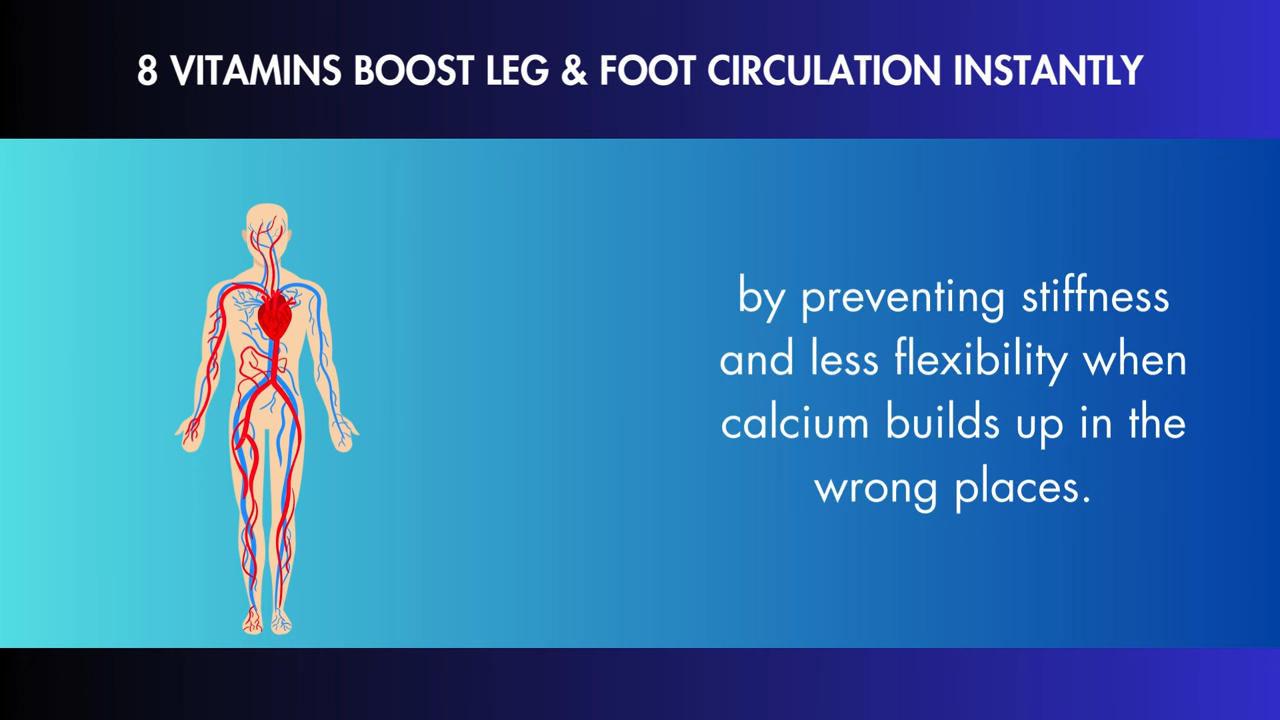 8 VITAMINS BOOST LEG & FOOT CIRCULATION INSTANTLY
by preventing stiffness
and less flexibility when
calcium builds up in the
wrong places.